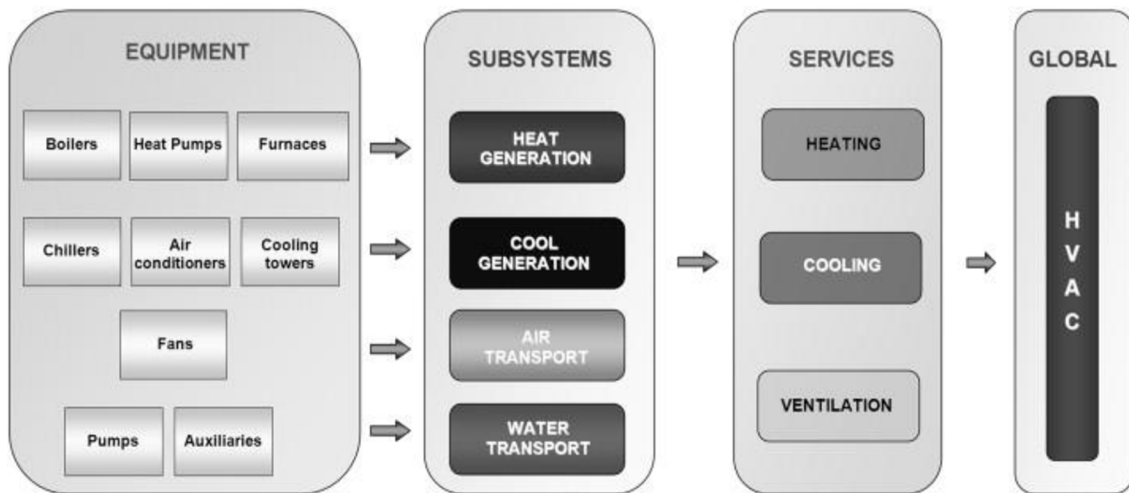 EQUIPMENT
Boilers
Heat Pumps
Furnaces
Chillers
Air
conditioners
Cooling
towers
Fans
Pumps
Auxiliaries
SUBSYSTEMS
HEAT
GENERATION
COOL
GENERATION
AIR
TRANSPORT
WATER
TRANSPORT
SERVICES
HEATING
COOLING
VENTILATION
GLOBAL
H
V
A
C